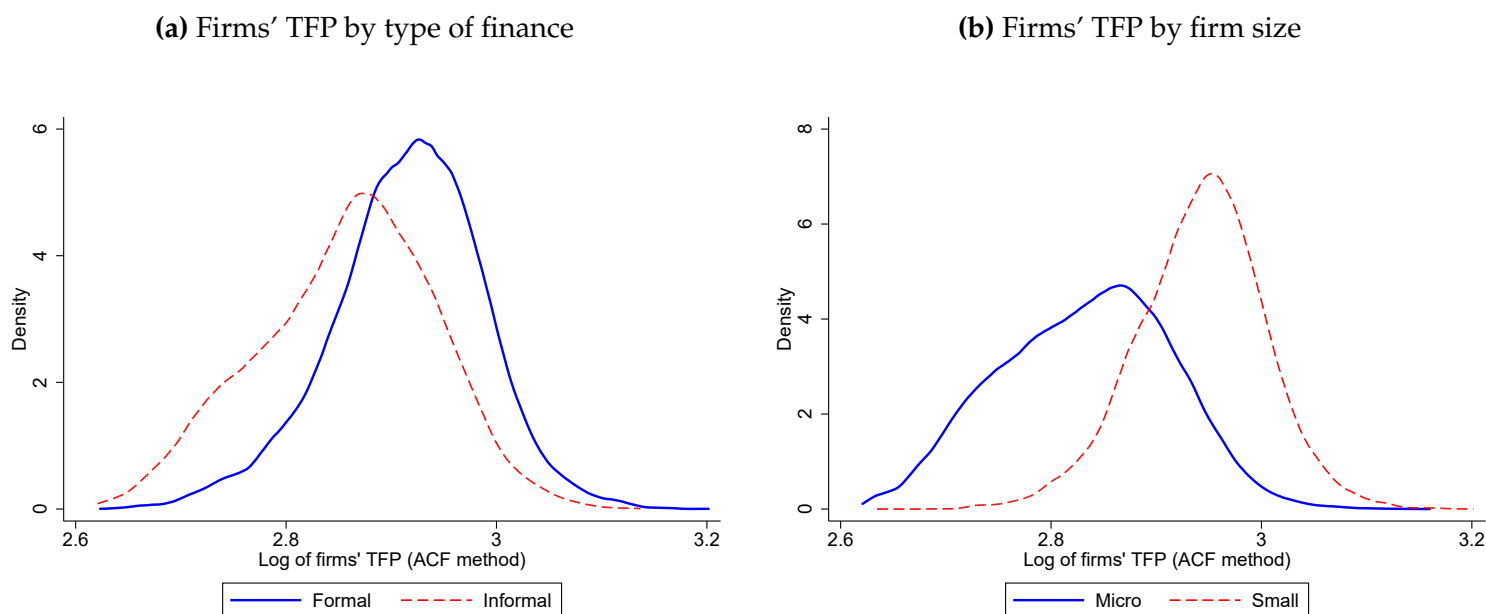 (a) Firms’ TFP by type of finance
6
4
2
0
Density
2.6
2.8
3
3.2
Log of firms' TFP (ACF method)
Formal
Informal
(b) Firms’ TFP by firm size
8
6
4
2
0
Density
2.6
2.8
3
3.2
Log of firms' TFP (ACF method)
Micro
Small